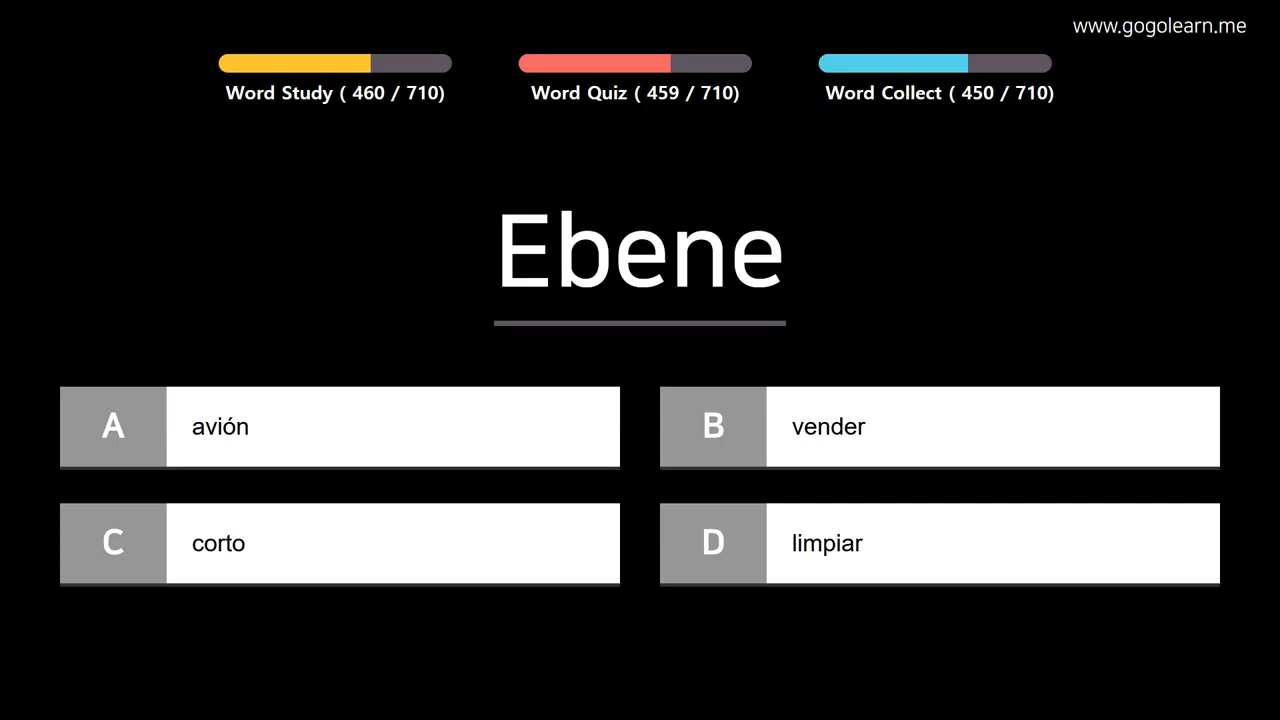 www.gogolearn.me
Word Study ( 460 / 710)
Word Quiz ( 459 / 710)
Word Collect ( 450 / 710)
Ebene
A avión
B vender
C corto
D limpiar